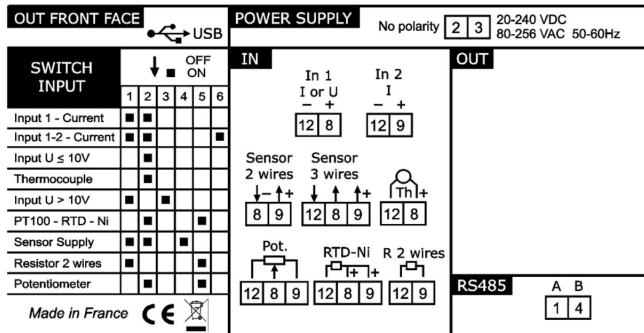 OUT FRONT FACE
USB
SWITCH INPUT
OFF
ON
1 2 3 4 5 6
Input 1 - Current
Input 1-2 - Current
Input U ≤ 10V
Thermocouple
Input U > 10V
PT100 - RTD - Ni
Sensor Supply
Resistor 2 wires
Potentiometer
Made in France CE
POWER SUPPLY
No polarity 2 3 20-240 VDC
80-256 VAC 50-60Hz
IN
In 1
I or U
− +
12 8
In 2
I
− +
12 9
Sensor
2 wires
− +
8 9
Sensor
3 wires
+
12 8 9
Th +
12 8
Pot.
12 8 9
RTD-Ni
+ +
12 8 9
R 2 wires
12 9
OUT
RS485
A B
1 4